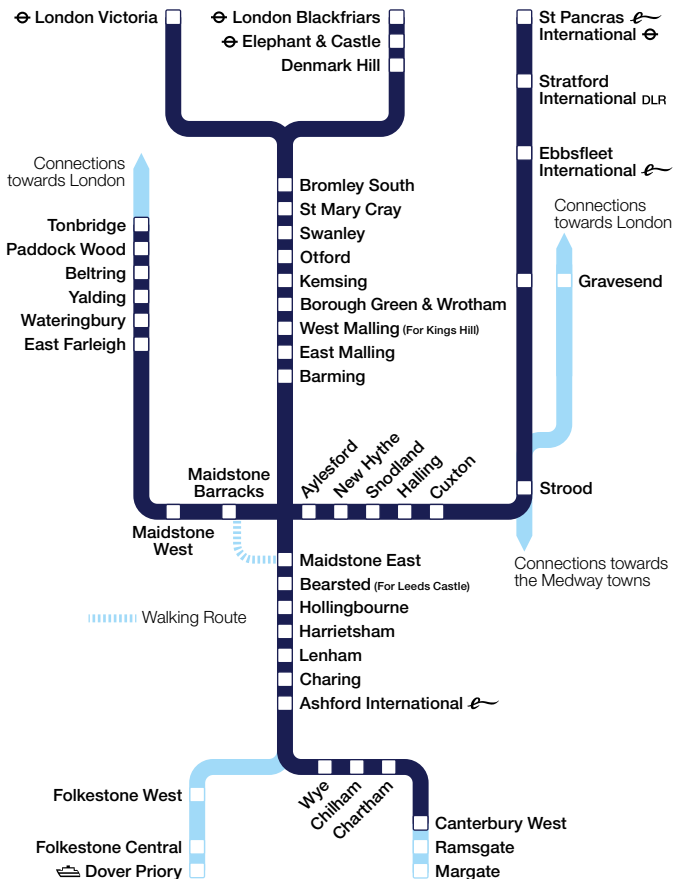 London Victoria
London Blackfriars
Elephant & Castle
Denmark Hill
St Pancras
International
Stratford
International DLR
Ebbsfleet
International
Connections
towards London
Connections
towards London
Tonbridge
Paddock Wood
Beltring
Yalding
Wateringbury
East Farleigh
Bromley South
St Mary Cray
Swanley
Otford
Kemsing
Borough Green & Wrotham
West Malling (For Kings Hill)
East Malling
Barming
Gravesend
Maidstone
Barracks
Aylesford
New Hythe
Snodland
Halling
Cuxton
Strood
Maidstone
West
Connections towards
the Medway towns
Maidstone East
Bearsted (For Leeds Castle)
Hollingbourne
Harrietsham
Lenham
Charing
Ashford International
Walking Route
Wye
Chilham
Chartham
Folkestone West
Folkestone Central
Dover Priory
Canterbury West
Ramsgate
Margate